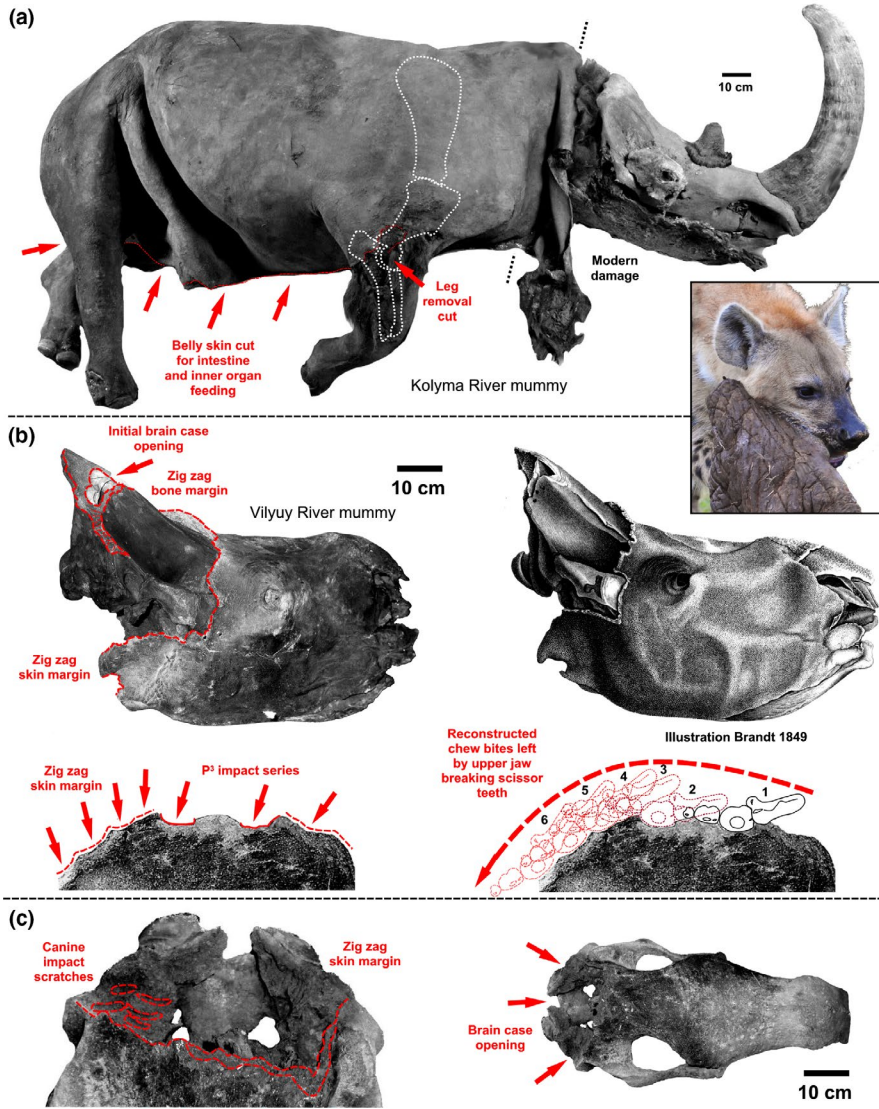 (a)
10 cm
Modern
damage
Leg
removal
cut
Belly skin cut
for intestine
and inner organ
feeding
Kolyma River mummy
(b)
Initial brain case
opening
Zig zag
bone margin
10 cm
Vilyuy River mummy
Zig zag
skin margin
Illustration Brandt 1849
Reconstructed
chew bites left
by upper jaw
breaking scissor
teeth
Zig zag
skin margin
P³ impact series
6
5
4
3
2
1
(c)
Canine
impact
scratches
Zig zag
skin margin
Brain case
opening
10 cm